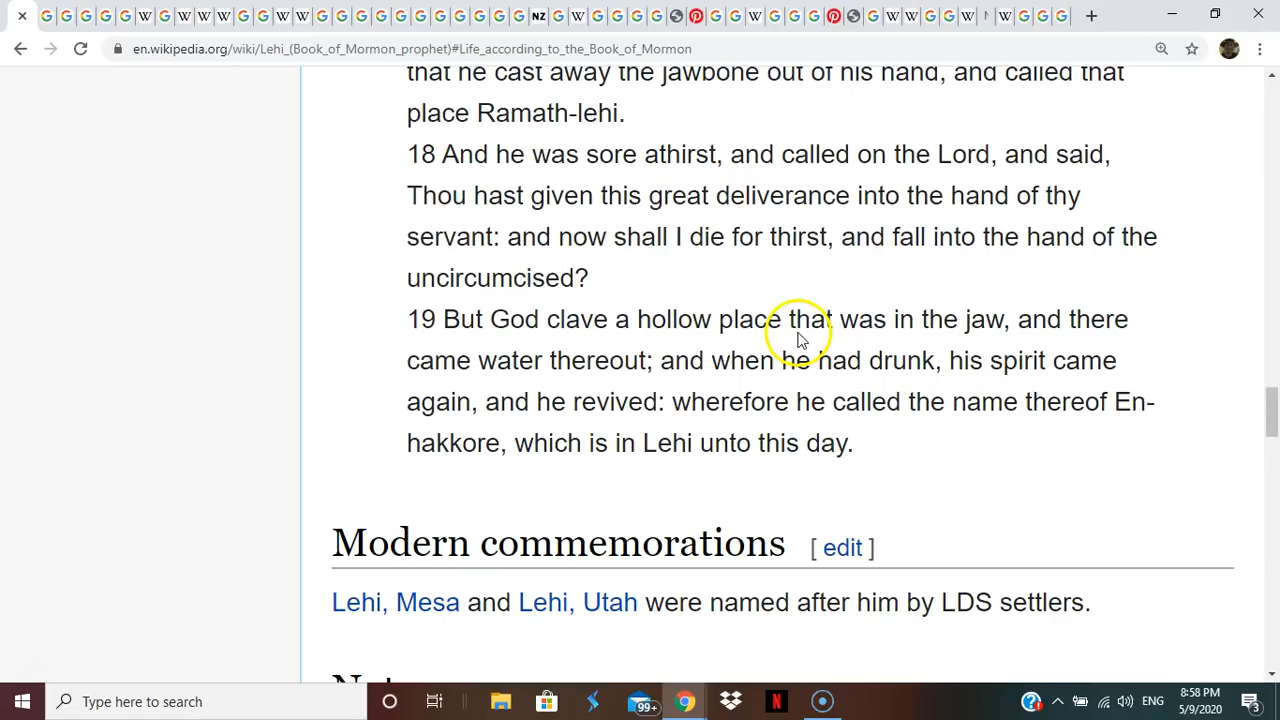 en.wikipedia.org/wiki/Lehi_(Book_of_Mormon_prophet)#Life_according_to_the_Book_of_Mormon
that he cast away the jawbone out of his hand, and called that
place Ramath-lehi.
18 And he was sore athirst, and called on the Lord, and said,
Thou hast given this great deliverance into the hand of thy
servant: and now shall I die for thirst, and fall into the hand of the
uncircumcised?
19 But God clave a hollow place that was in the jaw, and there
came water thereout; and when he had drunk, his spirit came
again, and he revived: wherefore he called the name thereof En-
hakkore, which is in Lehi unto this day.
Modern commemorations [ edit ]
Lehi, Mesa and Lehi, Utah were named after him by LDS settlers.
Type here to search
99+
ENG
8:58 PM
5/9/2020
3